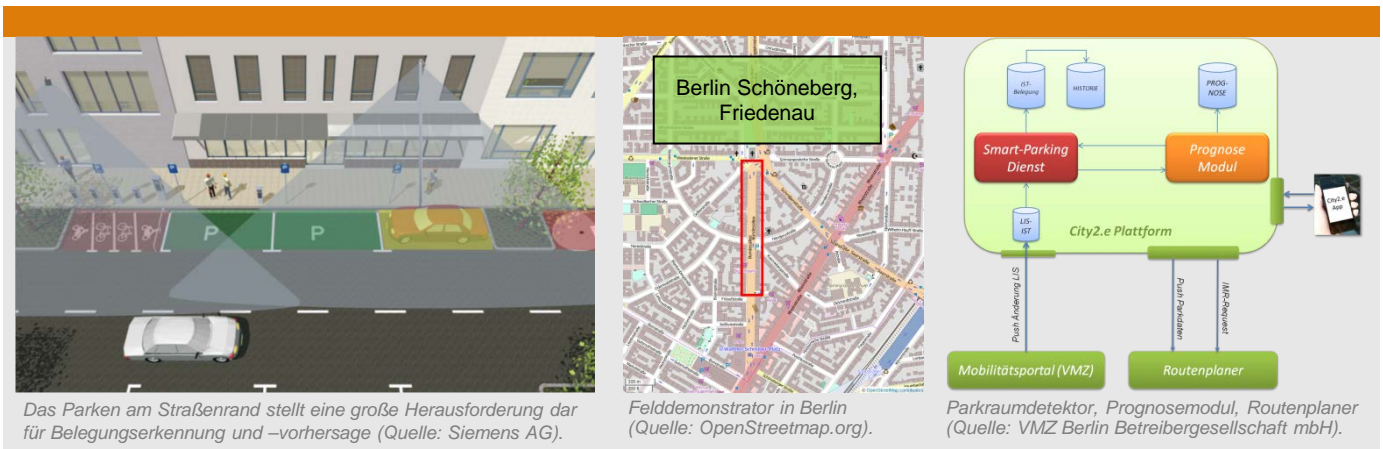 P
P
Berlin Schöneberg,
Friedenau
IST-
Belegung
HISTORIE
PROG-
NOSE
Smart-Parking
Dienst
Prognose
Modul
LIS-
IST
City2.e Plattform
City2.e
App
Push Änderung LIS
Push Parkdaten
IMR-Request
Mobilitätsportal (VMZ)
Routenplaner
Das Parken am Straßenrand stellt eine große Herausforderung dar
für Belegungserkennung und –vorhersage (Quelle: Siemens AG).
Felddemonstrator in Berlin
(Quelle: OpenStreetmap.org).
Parkraumdetektor, Prognosemodul, Routenplaner
(Quelle: VMZ Berlin Betreibergesellschaft mbH).